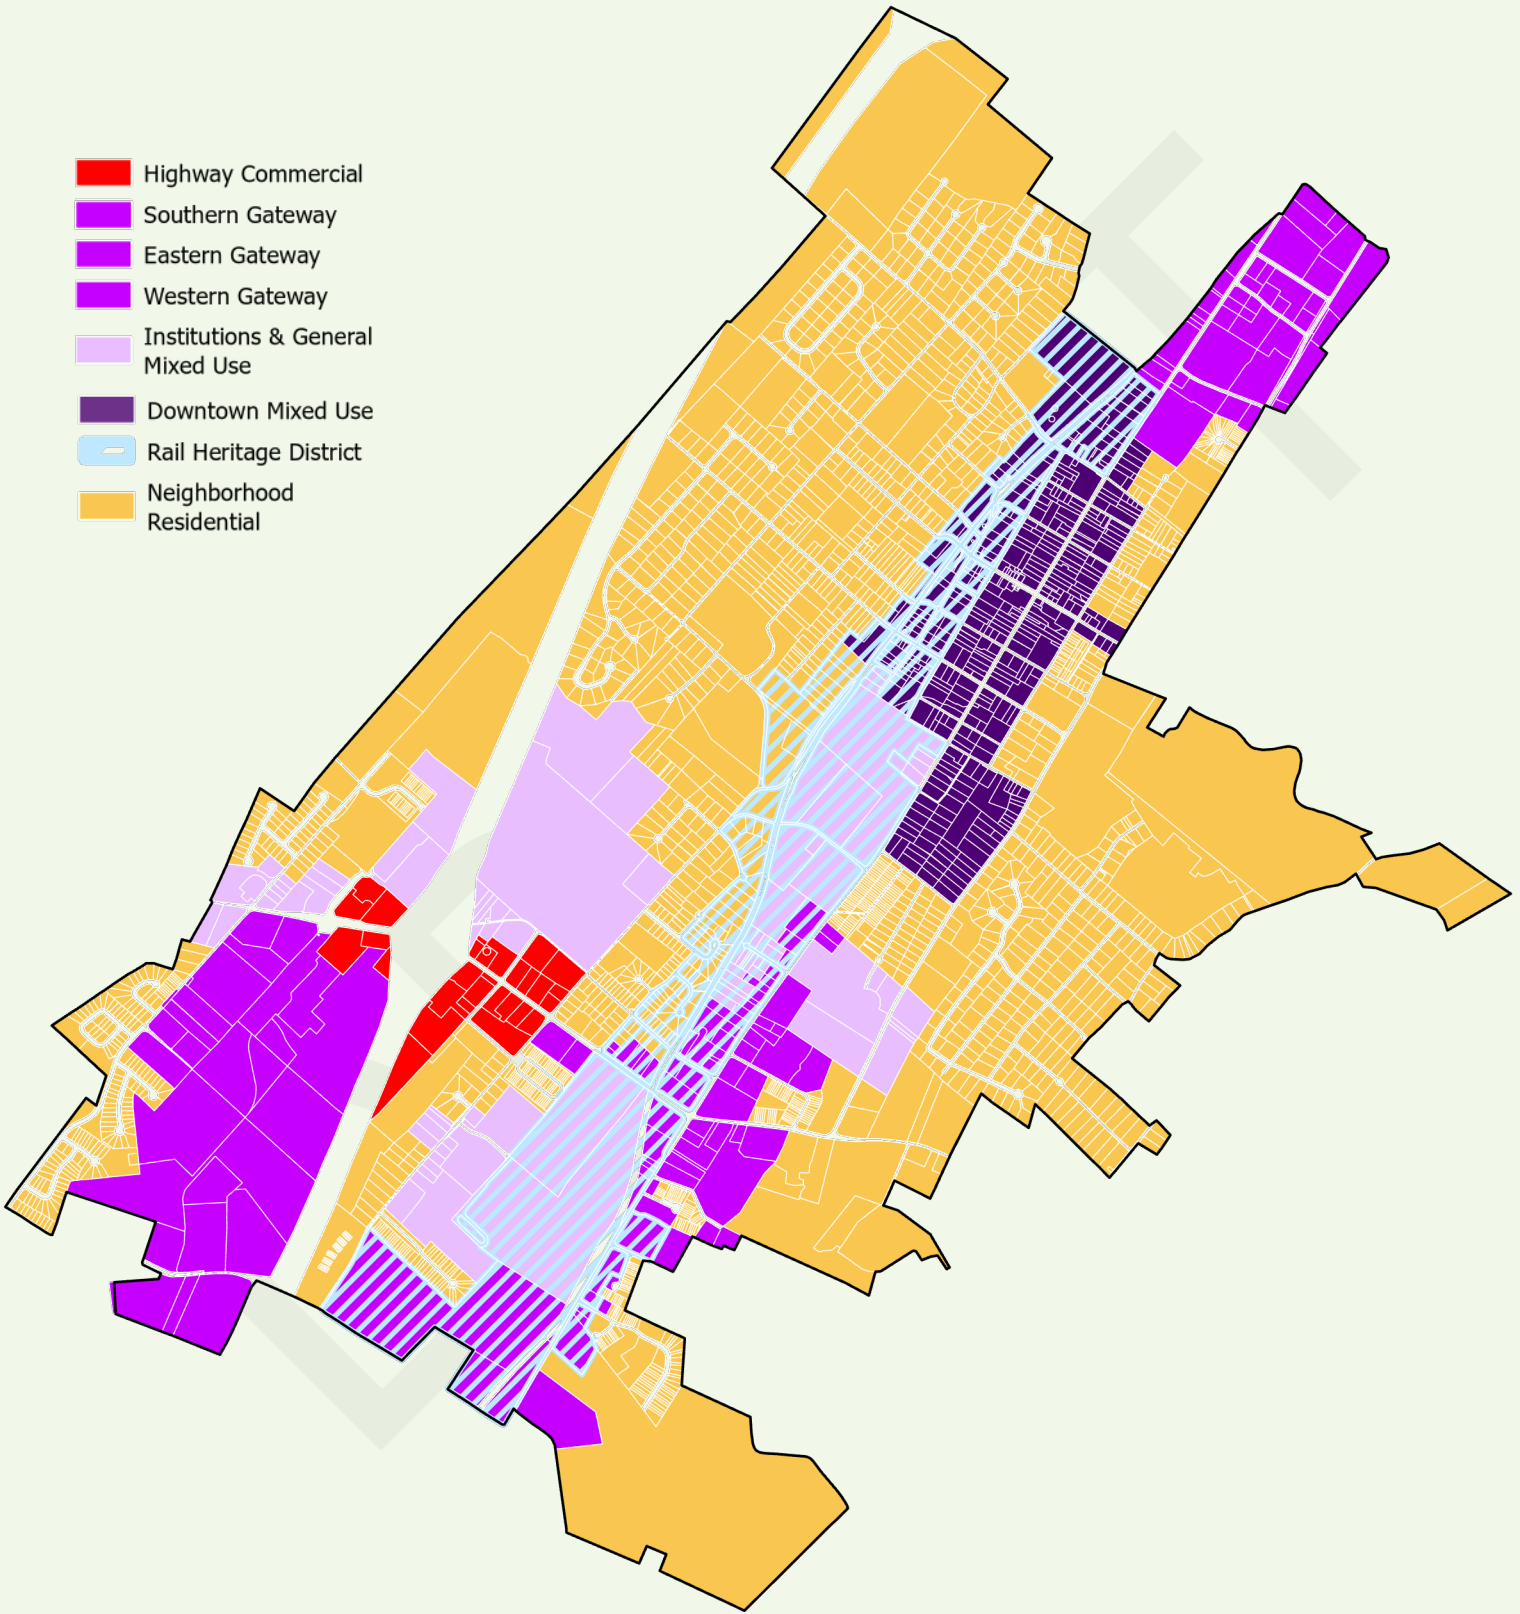 Highway Commercial
Southern Gateway
Eastern Gateway
Western Gateway
Institutions & General
Mixed Use
Downtown Mixed Use
Rail Heritage District
Neighborhood
Residential